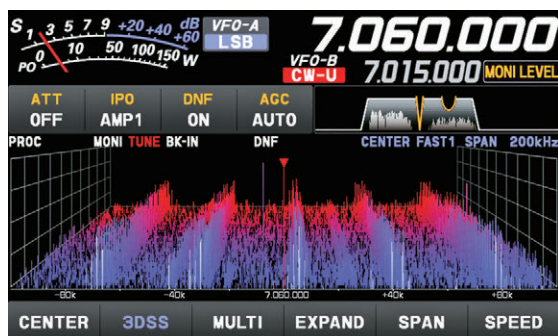 S 1 3 5 7 9 +20 +40 +60 dB
PO 0 10 50 100 150 W
VFO-A
LSB
7.060.000
VFO-B
CW-U
7.015.000
MONI LEVEL
ATT IPO DNF AGC
OFF AMP1 ON AUTO
PROC MONI TUNE BK-IN DNF CENTER FAST1 SPAN 200kHz
-80k -40k 7.060.000 +40k +80k
CENTER 3DSS MULTI EXPAND SPAN SPEED